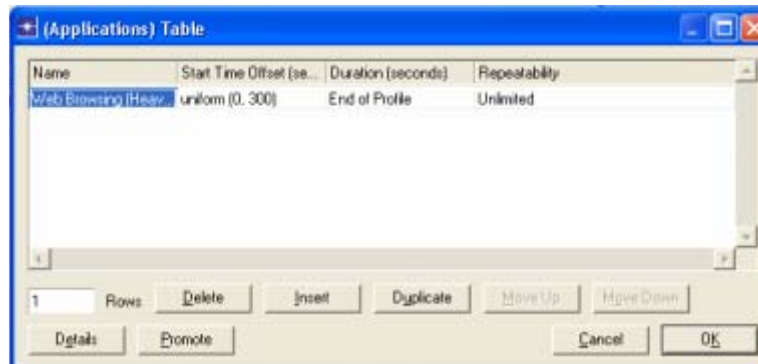 (Applications) Table
Name Start Time Offset (se... Duration (seconds) Repeatability
Web Browsing (Heav... uniform (0, 300) End of Profile Unlimited
1 Rows Delete Insert Duplicate Move Up Move Down
Details Promote Cancel OK